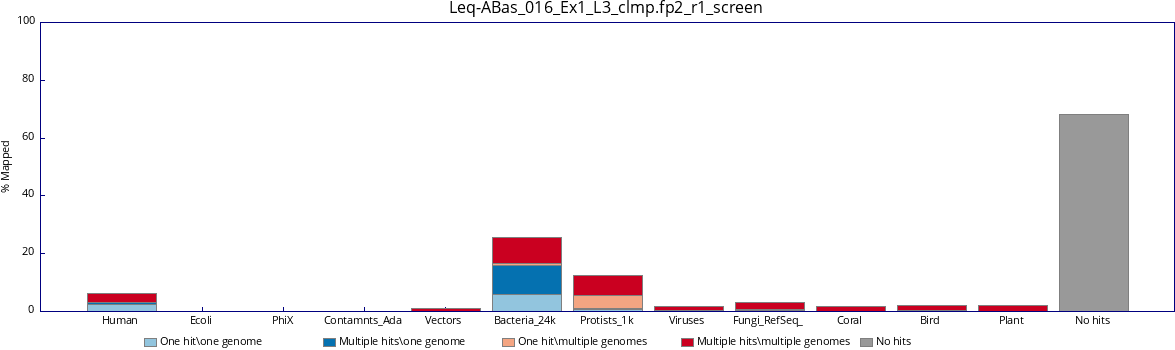 Leq-ABas_016_Ex1_L3_clmp.fp2_r1_screen
100
80
60
40
20
0
% Mapped
Human Ecoli PhiX Contamnts_Ada Vectors Bacteria_24k Protists_1k Viruses Fungi_RefSeq_ Coral Bird Plant No hits
One hit\one genome Multiple hits\one genome One hit\multiple genomes Multiple hits\multiple genomes No hits